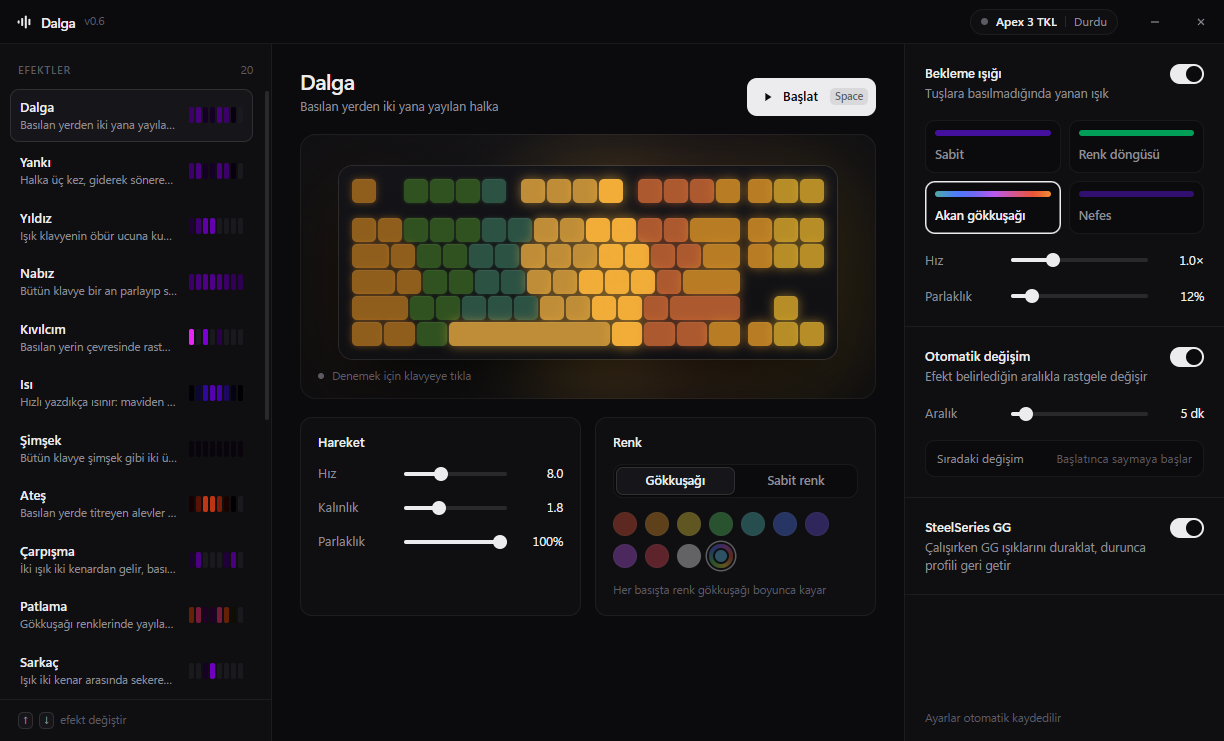 Dalga v0.6
Apex 3 TKL Durdu
EFEKTLER 20
Dalga
Basılan yerden iki yana yayıla...
Yankı
Halka üç kez, giderek sönere...
Yıldız
Işık klavyenin öbür ucuna ku...
Nabız
Bütün klavye bir an parlayıp s...
Kıvılcım
Basılan yerin çevresinde rast...
Isı
Hızlı yazdıkça ısınır: maviden ...
Şimşek
Bütün klavye şimşek gibi iki ü...
Ateş
Basılan yerde titreyen alevler ...
Çarpışma
İki ışık iki kenardan gelir, bası...
Patlama
Gökkuşağı renklerinde yayıla...
Sarkaç
Işık iki kenar arasında sekere...
↑ ↓ efekt değiştir
Dalga
Basılan yerden iki yana yayılan halka
Başlat Space
Denemek için klavyeye tıkla
Hareket
Hız 8.0
Kalınlık 1.8
Parlaklık 100%
Renk
Gökkuşağı Sabit renk
Her basışta renk gökkuşağı boyunca kayar
Bekleme ışığı
Tuşlara basılmadığında yanan ışık
Sabit Renk döngüsü
Akan gökkuşağı Nefes
Hız 1.0×
Parlaklık 12%
Otomatik değişim
Efekt belirlediğin aralıkla rastgele değişir
Aralık 5 dk
Sıradaki değişim Başlatınca saymaya başlar
SteelSeries GG
Çalışırken GG ışıklarını duraklat, durunca
profili geri getir
Ayarlar otomatik kaydedilir